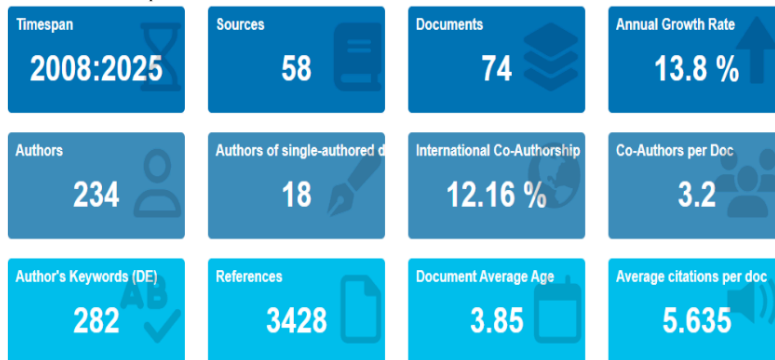 Timespan
2008:2025
Sources
58
Documents
74
Annual Growth Rate
13.8 %
Authors
234
Authors of single-authored d
18
International Co-Authorship
12.16 %
Co-Authors per Doc
3.2
Author's Keywords (DE)
AB
282
References
3428
Document Average Age
3.85
Average citations per doc
5.635